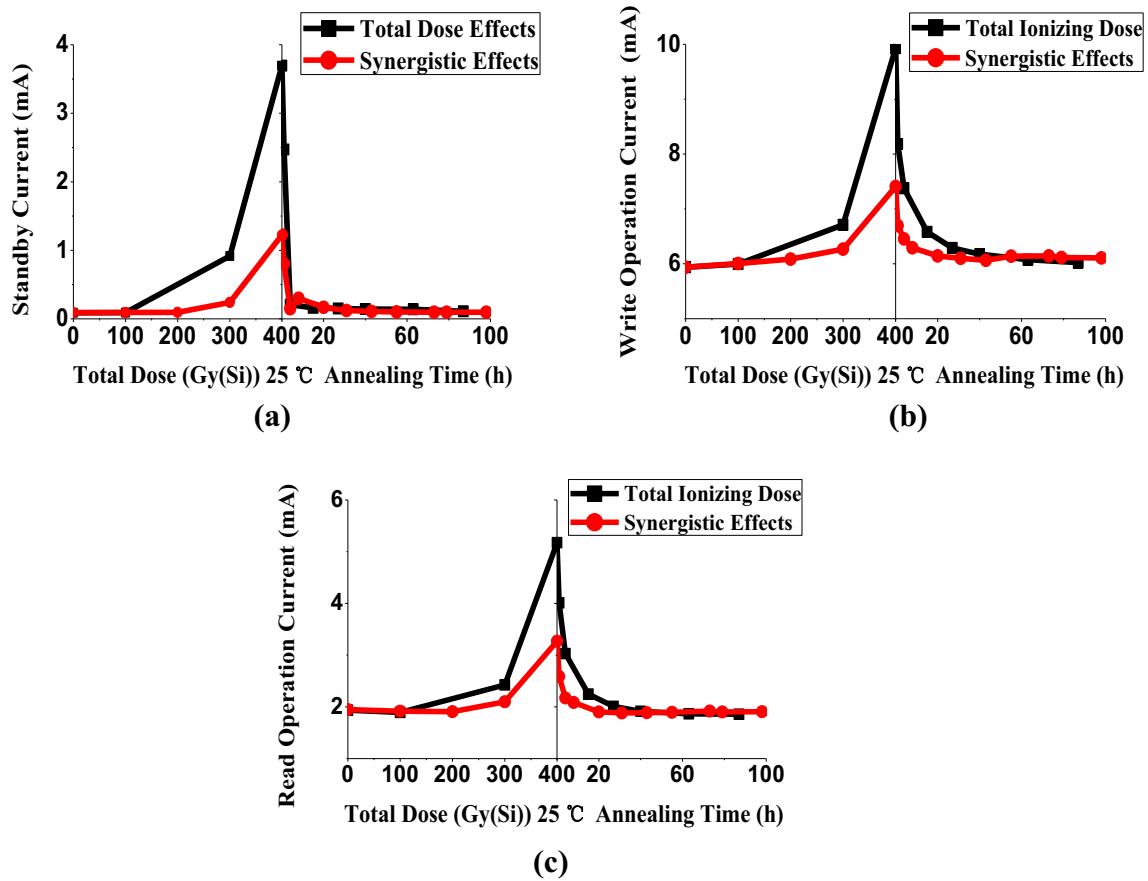 Total Dose Effects
Synergistic Effects
Standby Current (mA)
4
3
2
1
0
0 100 200 300 400 20 60 100
Total Dose (Gy(Si)) 25 ℃ Annealing Time (h)
(a)
Total Ionizing Dose
Synergistic Effects
Write Operation Current (mA)
10
8
6
0 100 200 300 400 20 60 100
Total Dose (Gy(Si)) 25 ℃ Annealing Time (h)
(b)
Total Ionizing Dose
Synergistic Effects
Read Operation Current (mA)
6
4
2
0 100 200 300 400 20 60 100
Total Dose (Gy(Si)) 25 ℃ Annealing Time (h)
(c)